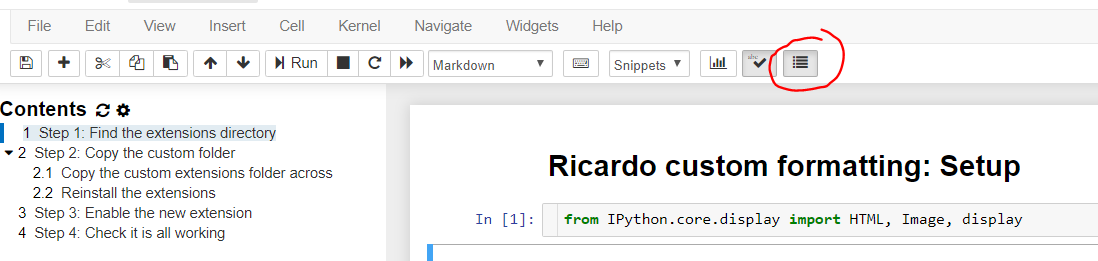 File Edit View Insert Cell Kernel Navigate Widgets Help
Run Markdown Snippets abc
Contents
1 Step 1: Find the extensions directory
2 Step 2: Copy the custom folder
2.1 Copy the custom extensions folder across
2.2 Reinstall the extensions
3 Step 3: Enable the new extension
4 Step 4: Check it is all working
Ricardo custom formatting: Setup
In [1]: from IPython.core.display import HTML, Image, display